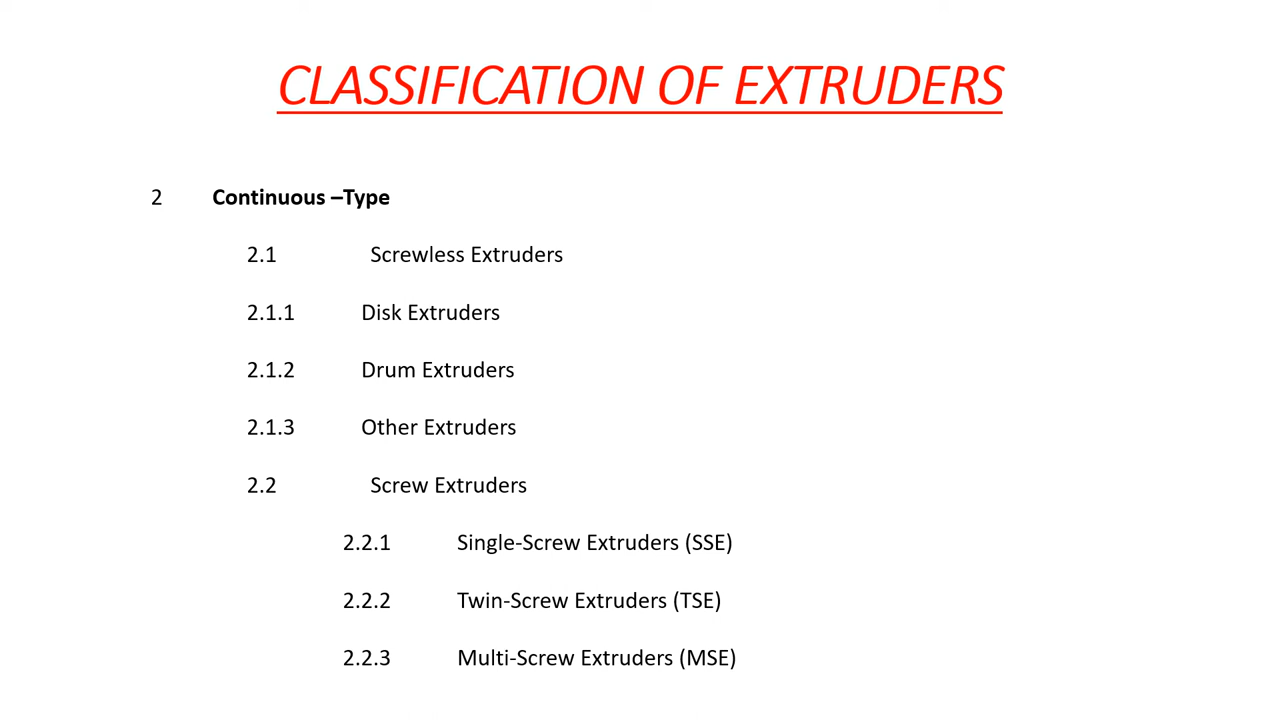 CLASSIFICATION OF EXTRUDERS
2 Continuous –Type
2.1 Screwless Extruders
2.1.1 Disk Extruders
2.1.2 Drum Extruders
2.1.3 Other Extruders
2.2 Screw Extruders
2.2.1 Single-Screw Extruders (SSE)
2.2.2 Twin-Screw Extruders (TSE)
2.2.3 Multi-Screw Extruders (MSE)